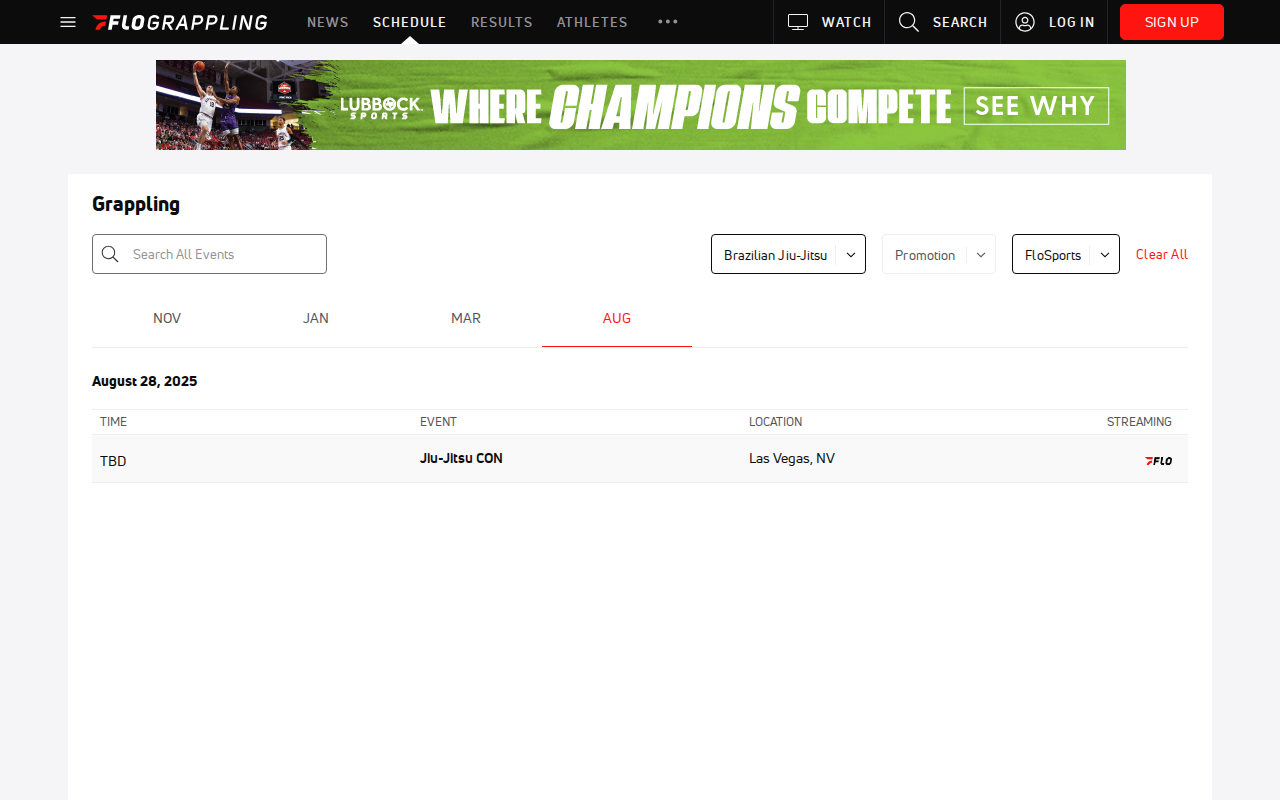 FLOGRAPPLING NEWS SCHEDULE RESULTS ATHLETES WATCH SEARCH LOG IN SIGN UP
LUBBOCK SPORTS WHERE CHAMPIONS COMPETE SEE WHY
Grappling
Search All Events Brazilian Jiu-Jitsu Promotion FloSports Clear All
NOV JAN MAR AUG
August 28, 2025
TIME EVENT LOCATION STREAMING
TBD Jiu-Jitsu CON Las Vegas, NV FLO